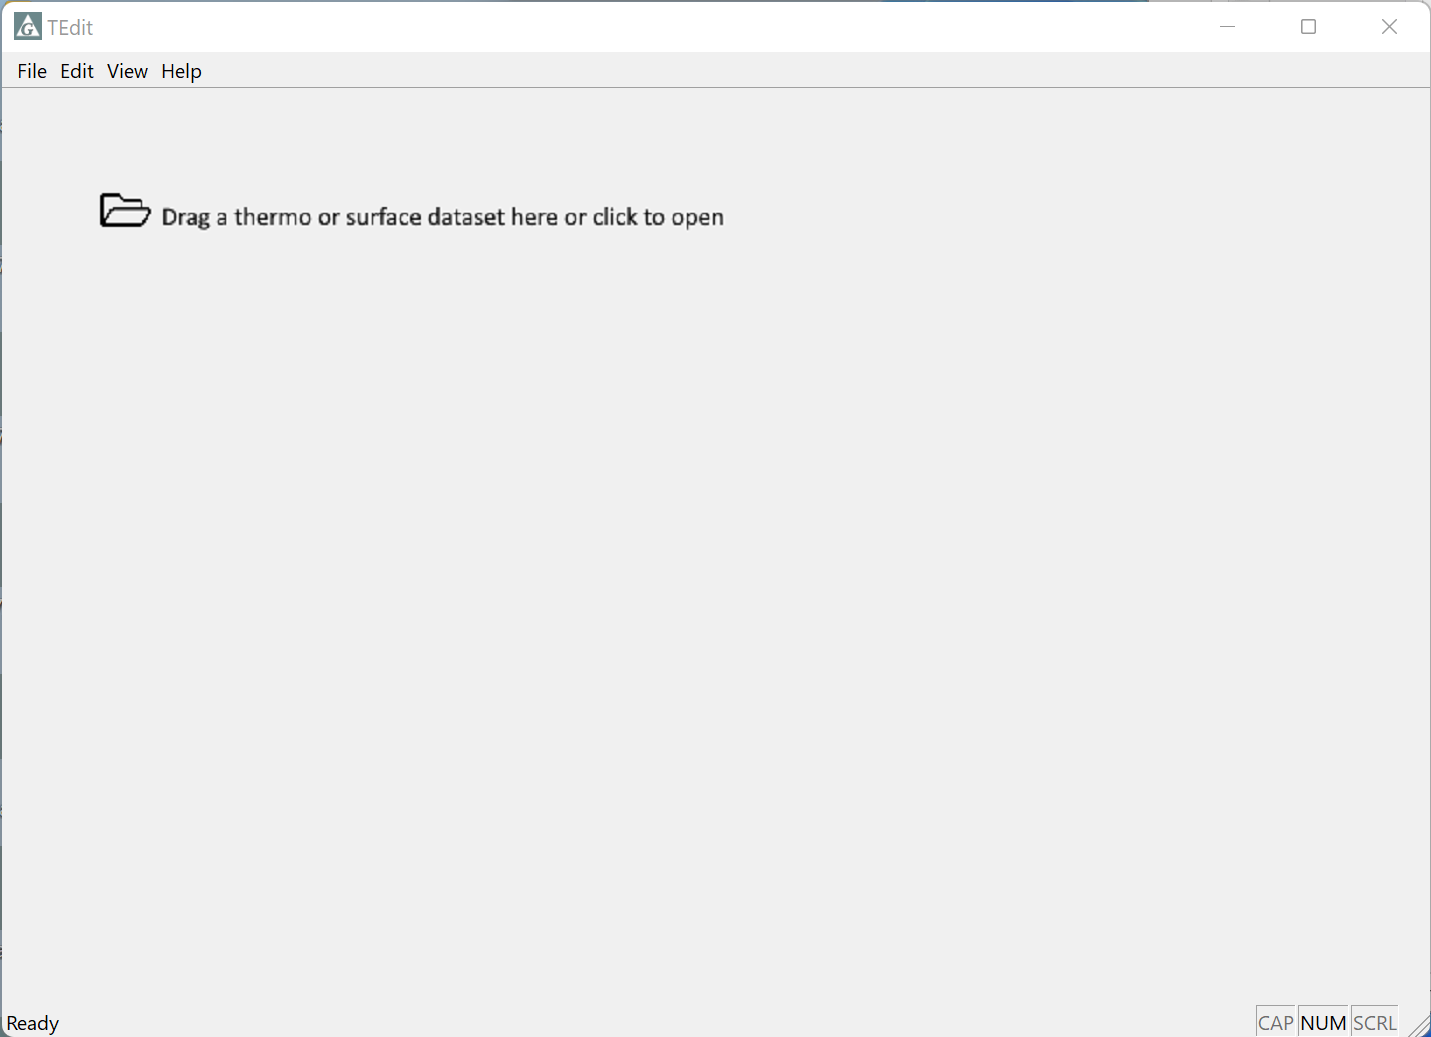 TEdit
File Edit View Help
Drag a thermo or surface dataset here or click to open
Ready
CAP NUM SCRL